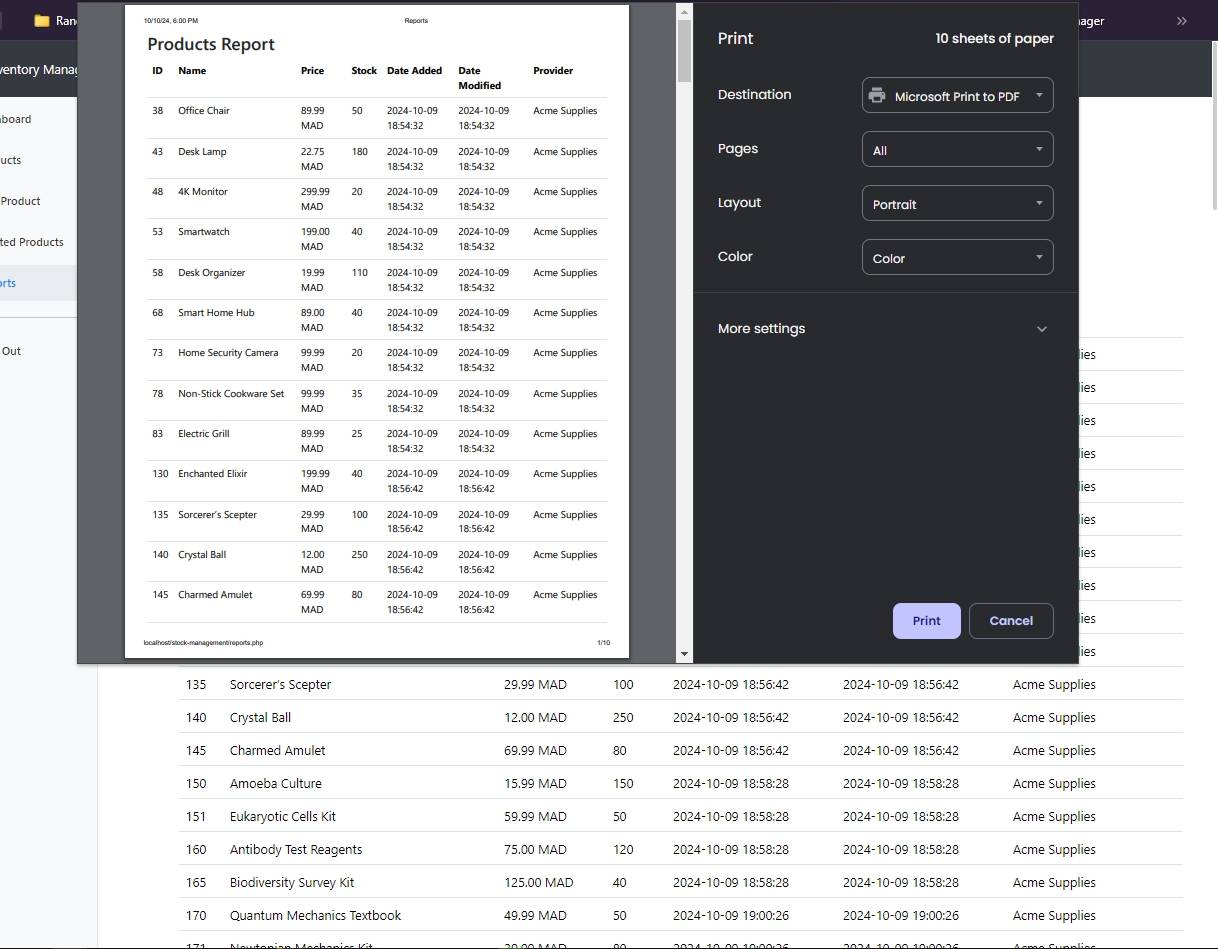 Ran
ager
ventory Manag
board
ucts
Product
ted Products
orts
Out
10/10/24, 6:00 PM Reports
Products Report
ID Name Price Stock Date Added Date Modified Provider
38 Office Chair 89.99 MAD 50 2024-10-09 18:54:32 2024-10-09 18:54:32 Acme Supplies
43 Desk Lamp 22.75 MAD 180 2024-10-09 18:54:32 2024-10-09 18:54:32 Acme Supplies
48 4K Monitor 299.99 MAD 20 2024-10-09 18:54:32 2024-10-09 18:54:32 Acme Supplies
53 Smartwatch 199.00 MAD 40 2024-10-09 18:54:32 2024-10-09 18:54:32 Acme Supplies
58 Desk Organizer 19.99 MAD 110 2024-10-09 18:54:32 2024-10-09 18:54:32 Acme Supplies
68 Smart Home Hub 89.00 MAD 40 2024-10-09 18:54:32 2024-10-09 18:54:32 Acme Supplies
73 Home Security Camera 99.99 MAD 20 2024-10-09 18:54:32 2024-10-09 18:54:32 Acme Supplies
78 Non-Stick Cookware Set 99.99 MAD 35 2024-10-09 18:54:32 2024-10-09 18:54:32 Acme Supplies
83 Electric Grill 89.99 MAD 25 2024-10-09 18:54:32 2024-10-09 18:54:32 Acme Supplies
130 Enchanted Elixir 199.99 MAD 40 2024-10-09 18:56:42 2024-10-09 18:56:42 Acme Supplies
135 Sorcerer's Scepter 29.99 MAD 100 2024-10-09 18:56:42 2024-10-09 18:56:42 Acme Supplies
140 Crystal Ball 12.00 MAD 250 2024-10-09 18:56:42 2024-10-09 18:56:42 Acme Supplies
145 Charmed Amulet 69.99 MAD 80 2024-10-09 18:56:42 2024-10-09 18:56:42 Acme Supplies
localhost/stock-management/reports.php 1/10
Print 10 sheets of paper
Destination Microsoft Print to PDF
Pages All
Layout Portrait
Color Color
More settings
Print Cancel
lies
lies
lies
lies
lies
lies
lies
lies
lies
lies
135 Sorcerer's Scepter 29.99 MAD 100 2024-10-09 18:56:42 2024-10-09 18:56:42 Acme Supplies
140 Crystal Ball 12.00 MAD 250 2024-10-09 18:56:42 2024-10-09 18:56:42 Acme Supplies
145 Charmed Amulet 69.99 MAD 80 2024-10-09 18:56:42 2024-10-09 18:56:42 Acme Supplies
150 Amoeba Culture 15.99 MAD 150 2024-10-09 18:58:28 2024-10-09 18:58:28 Acme Supplies
151 Eukaryotic Cells Kit 59.99 MAD 50 2024-10-09 18:58:28 2024-10-09 18:58:28 Acme Supplies
160 Antibody Test Reagents 75.00 MAD 120 2024-10-09 18:58:28 2024-10-09 18:58:28 Acme Supplies
165 Biodiversity Survey Kit 125.00 MAD 40 2024-10-09 18:58:28 2024-10-09 18:58:28 Acme Supplies
170 Quantum Mechanics Textbook 49.99 MAD 50 2024-10-09 19:00:26 2024-10-09 19:00:26 Acme Supplies
171 Newtonian Mechanics Kit